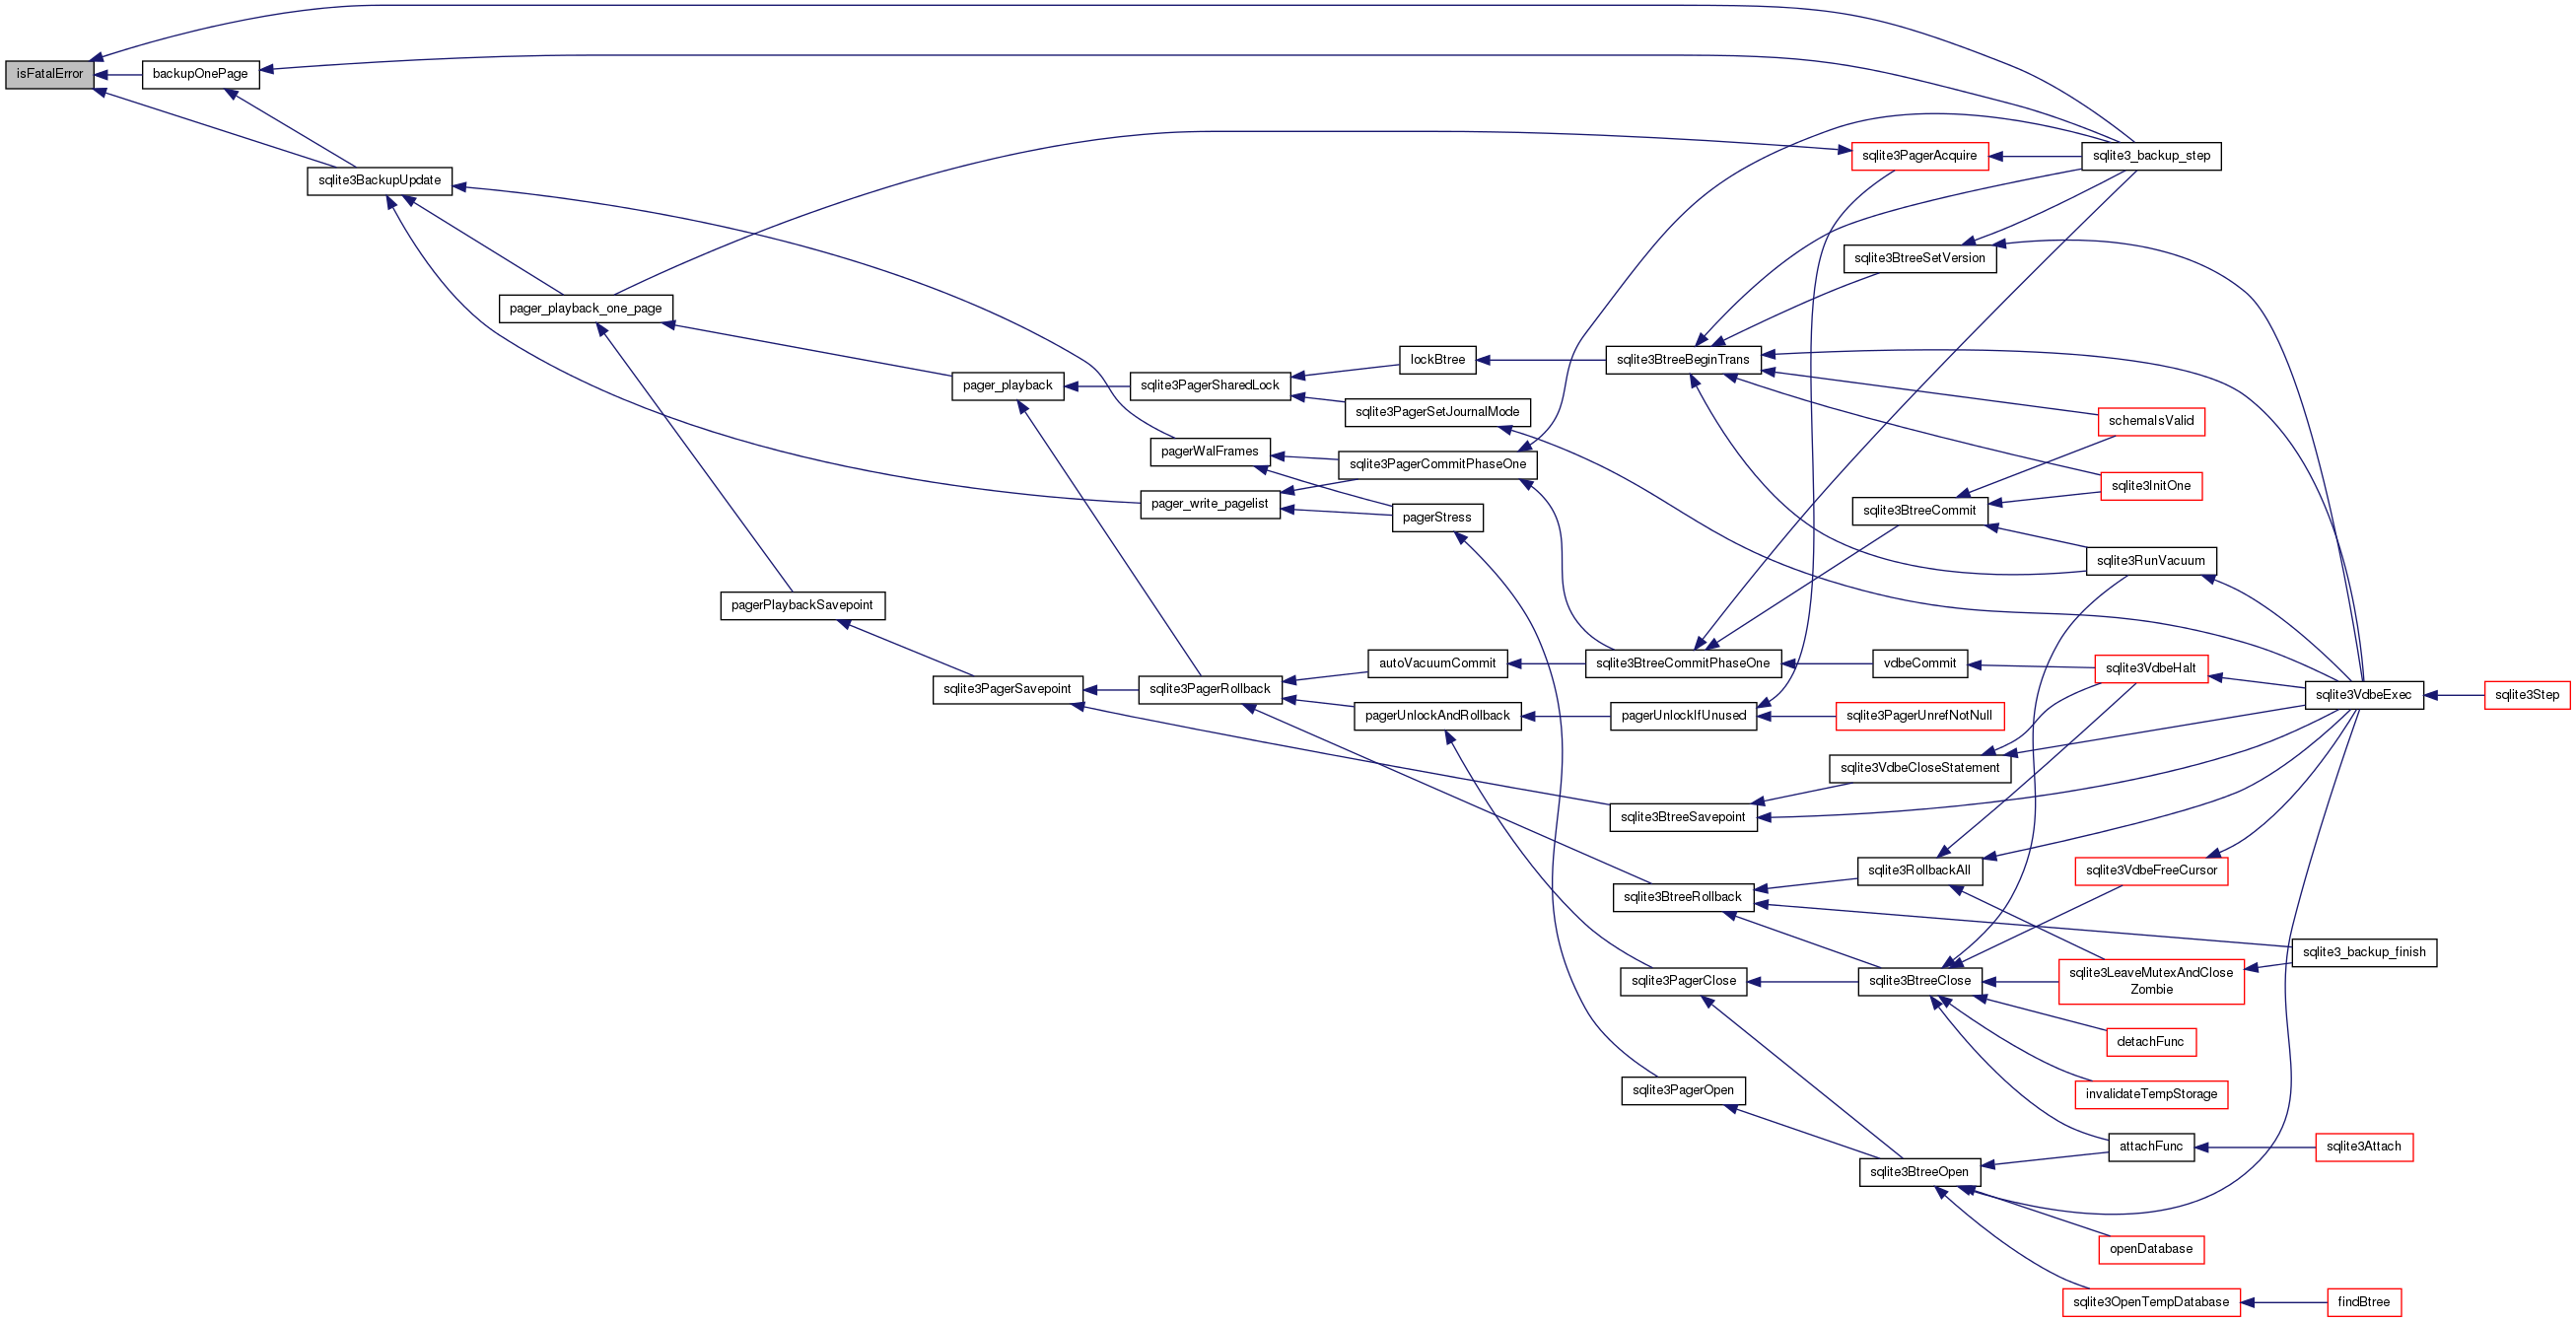 isFatalError
backupOnePage
sqlite3BackupUpdate
pager_playback_one_page
pagerPlaybackSavepoint
pager_playback
sqlite3PagerSavepoint
sqlite3PagerSharedLock
pagerWalFrames
pager_write_pagelist
sqlite3PagerRollback
lockBtree
sqlite3PagerSetJournalMode
sqlite3PagerCommitPhaseOne
pagerStress
autoVacuumCommit
pagerUnlockAndRollback
sqlite3BtreeBeginTrans
sqlite3BtreeCommitPhaseOne
pagerUnlockIfUnused
sqlite3BtreeSavepoint
sqlite3BtreeRollback
sqlite3PagerClose
sqlite3PagerOpen
sqlite3PagerAcquire
sqlite3BtreeSetVersion
sqlite3BtreeCommit
vdbeCommit
sqlite3PagerUnrefNotNull
sqlite3VdbeCloseStatement
sqlite3RollbackAll
sqlite3BtreeClose
sqlite3BtreeOpen
sqlite3_backup_step
schemaIsValid
sqlite3InitOne
sqlite3RunVacuum
sqlite3VdbeHalt
sqlite3VdbeFreeCursor
sqlite3LeaveMutexAndClose
Zombie
detachFunc
invalidateTempStorage
attachFunc
openDatabase
sqlite3OpenTempDatabase
sqlite3VdbeExec
sqlite3_backup_finish
sqlite3Attach
findBtree
sqlite3Step